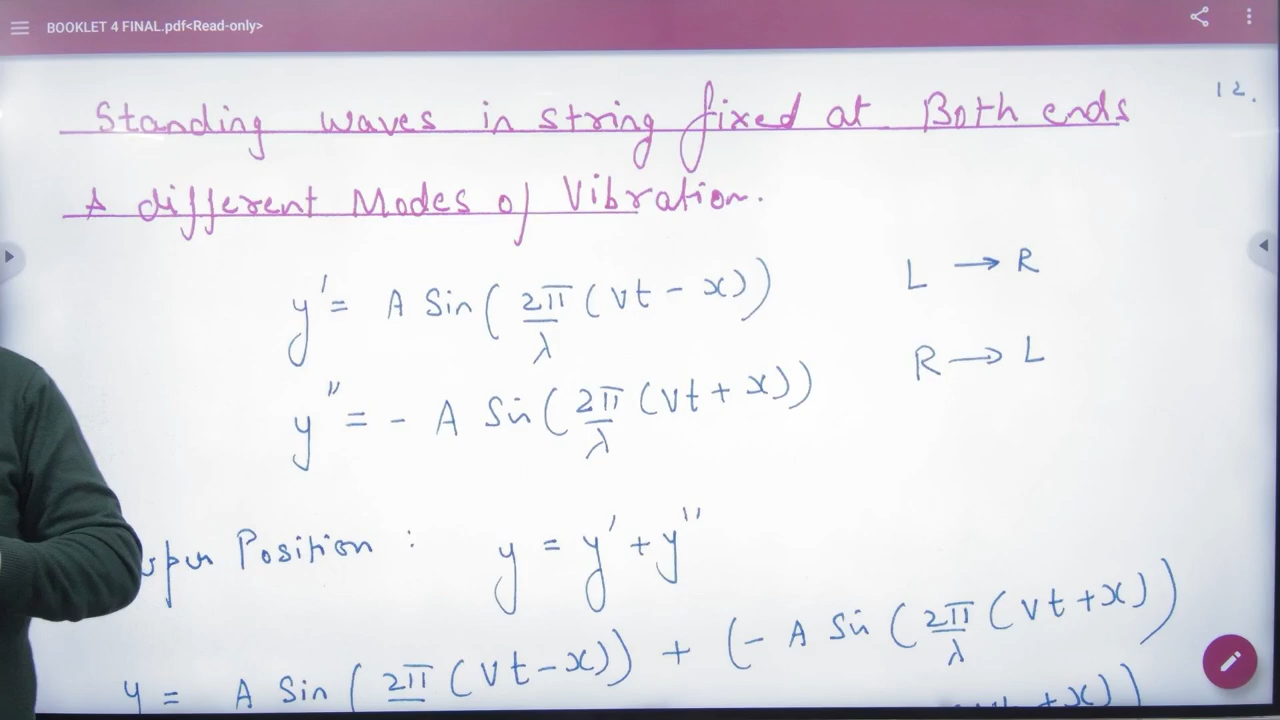 BOOKLET 4 FINAL.pdf<Read-only>
12.
Standing waves in string fixed at Both ends
& different Modes of Vibration.
y' = A Sin( 2π/λ (vt - x)) L → R
y'' = - A Sin( 2π/λ (vt + x)) R → L
Position : y = y' + y''
y = A Sin( 2π (vt - x)) + (- A Sin ( 2π/λ (vt + x))
+ x))